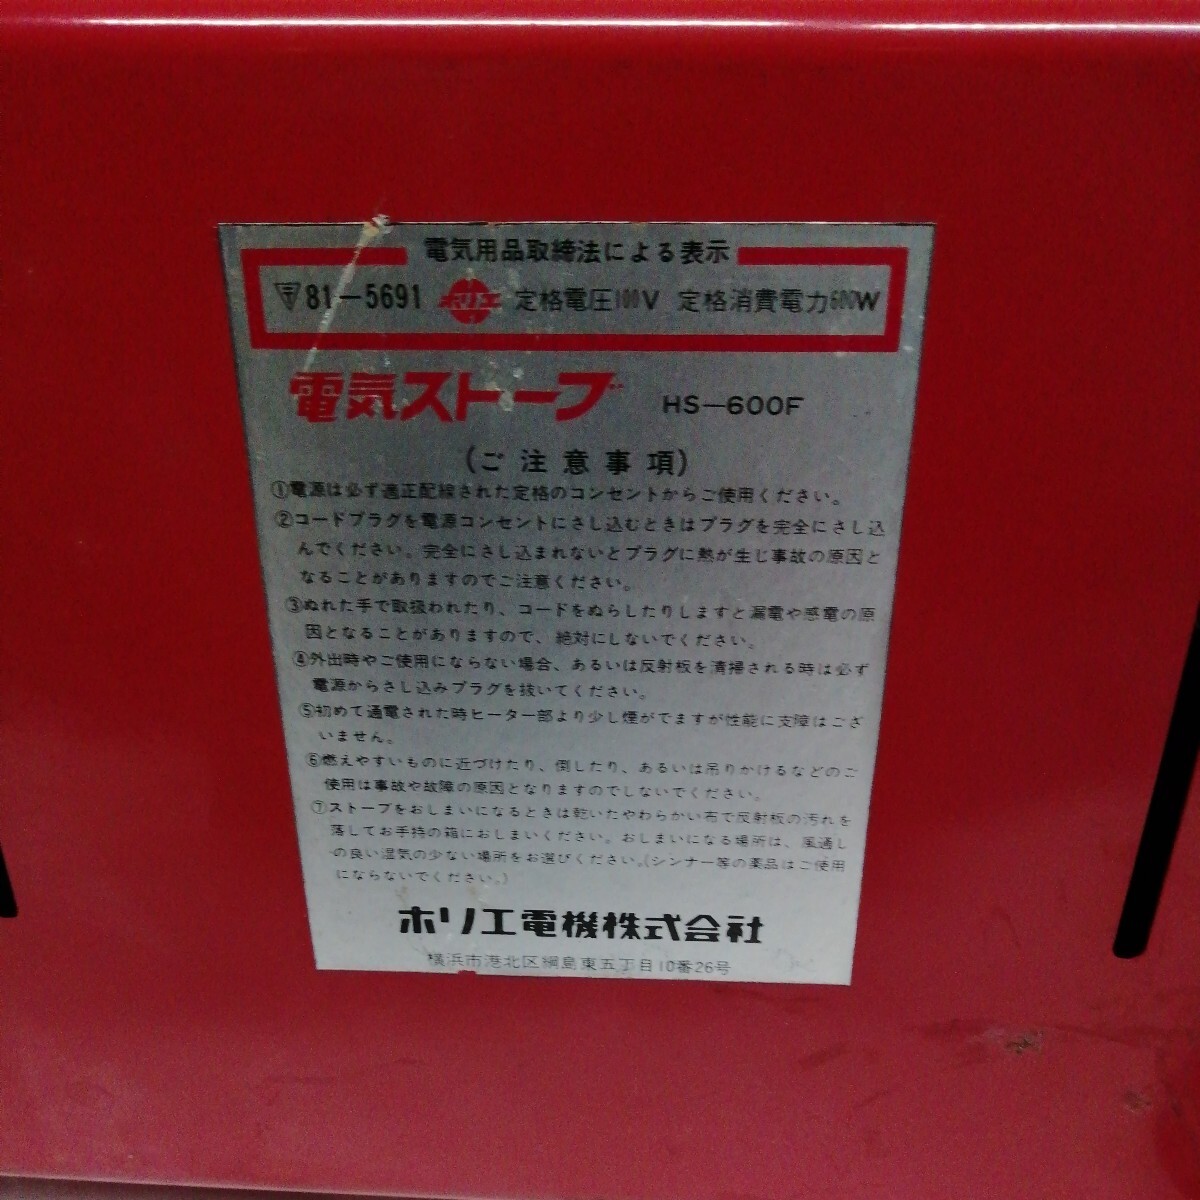 電気用品取締法による表示
〒81-5691 ホリエ 定格電圧100V 定格消費電力600W
電気ストーブ HS-600F
(ご注意事項)
①電源は必ず適正配線された定格のコンセントからご使用ください。
②コードプラグを電源コンセントにさし込むときはプラグを完全にさし込
んでください。完全にさし込まれないとプラグに熱が生じ事故の原因と
なることがありますのでご注意ください。
③ぬれた手で取扱われたり、コードをぬらしたりしますと漏電や感電の原
因となることがありますので、絶対にしないでください。
④外出時やご使用にならない場合、あるいは反射板を清掃される時は必ず
電源からさし込みプラグを抜いてください。
⑤初めて通電された時ヒーター部より少し煙がでますが性能に支障はござ
いません。
⑥燃えやすいものに近づけたり、倒したり、あるいは吊りかけるなどのご
使用は事故や故障の原因となりますのでしないでください。
⑦ストーブをおしまいになるときは乾いたやわらかい布で反射板の汚れを
落してお手持の箱におしまいください。おしまいになる場所は、風通し
の良い湿気の少ない場所をお選びください。(シンナー等の薬品はご使用
にならないでください。)
ホリエ電機株式会社
横浜市港北区綱島東五丁目10番26号